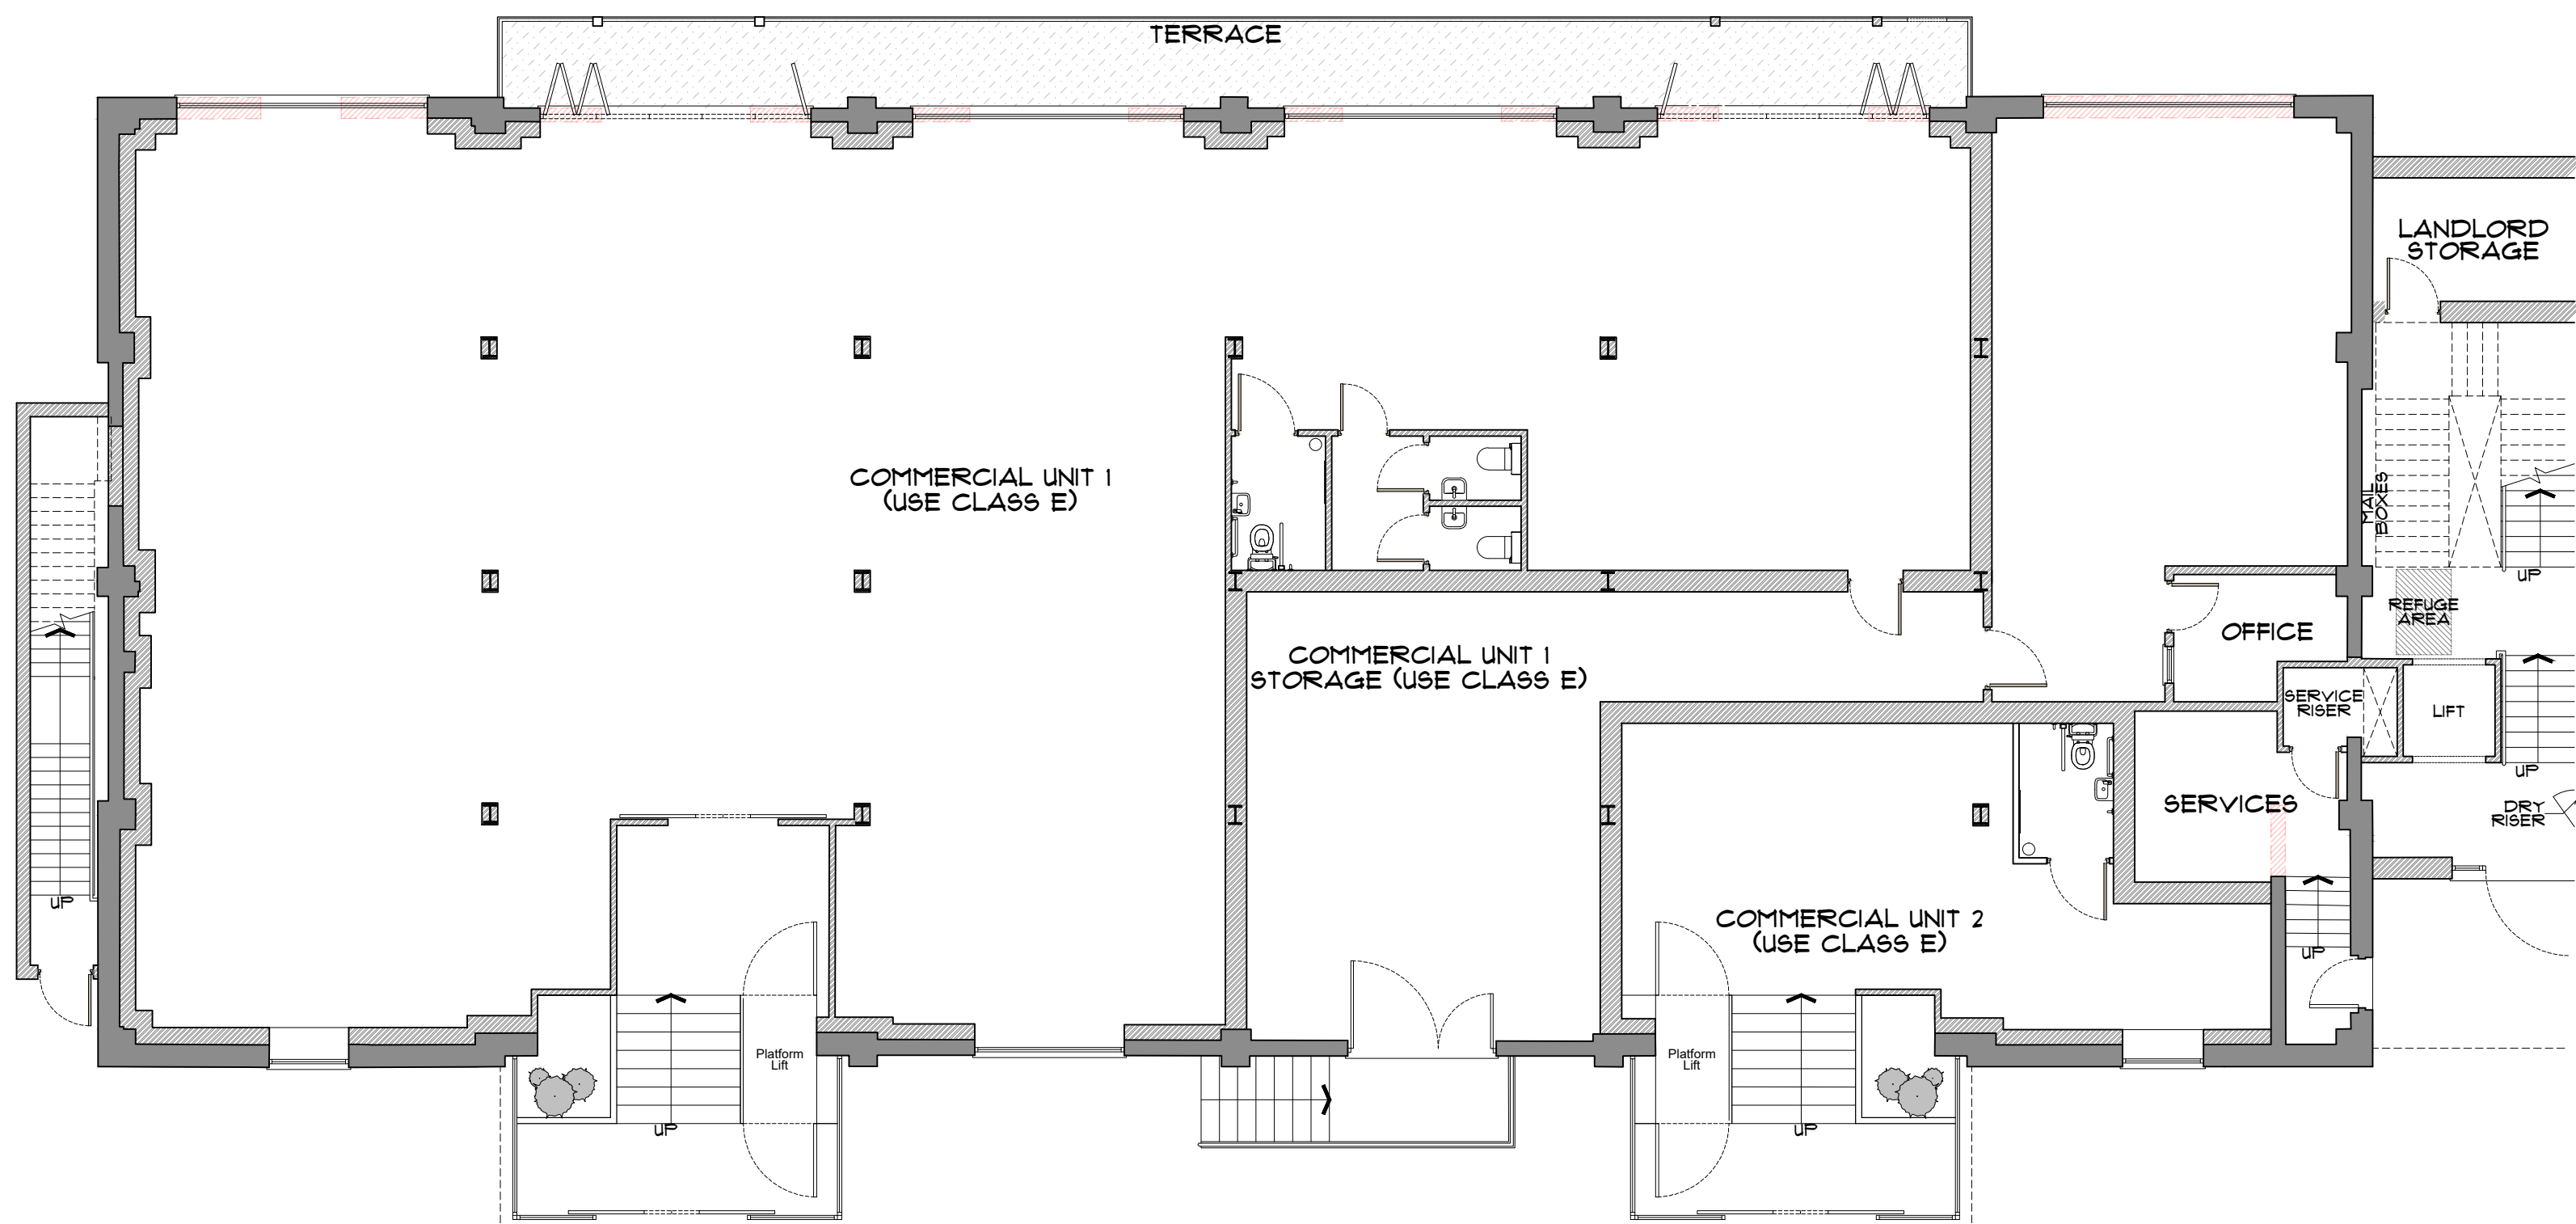 TERRACE
LANDLORD
STORAGE
COMMERCIAL UNIT 1
(USE CLASS E)
MAIL
BOXES
UP
REFUGE
AREA
OFFICE
COMMERCIAL UNIT 1
STORAGE (USE CLASS E)
SERVICE
RISER
LIFT
UP
SERVICES
DRY
RISER
UP
COMMERCIAL UNIT 2
(USE CLASS E)
UP
Platform
Lift
Platform
Lift
UP
UP